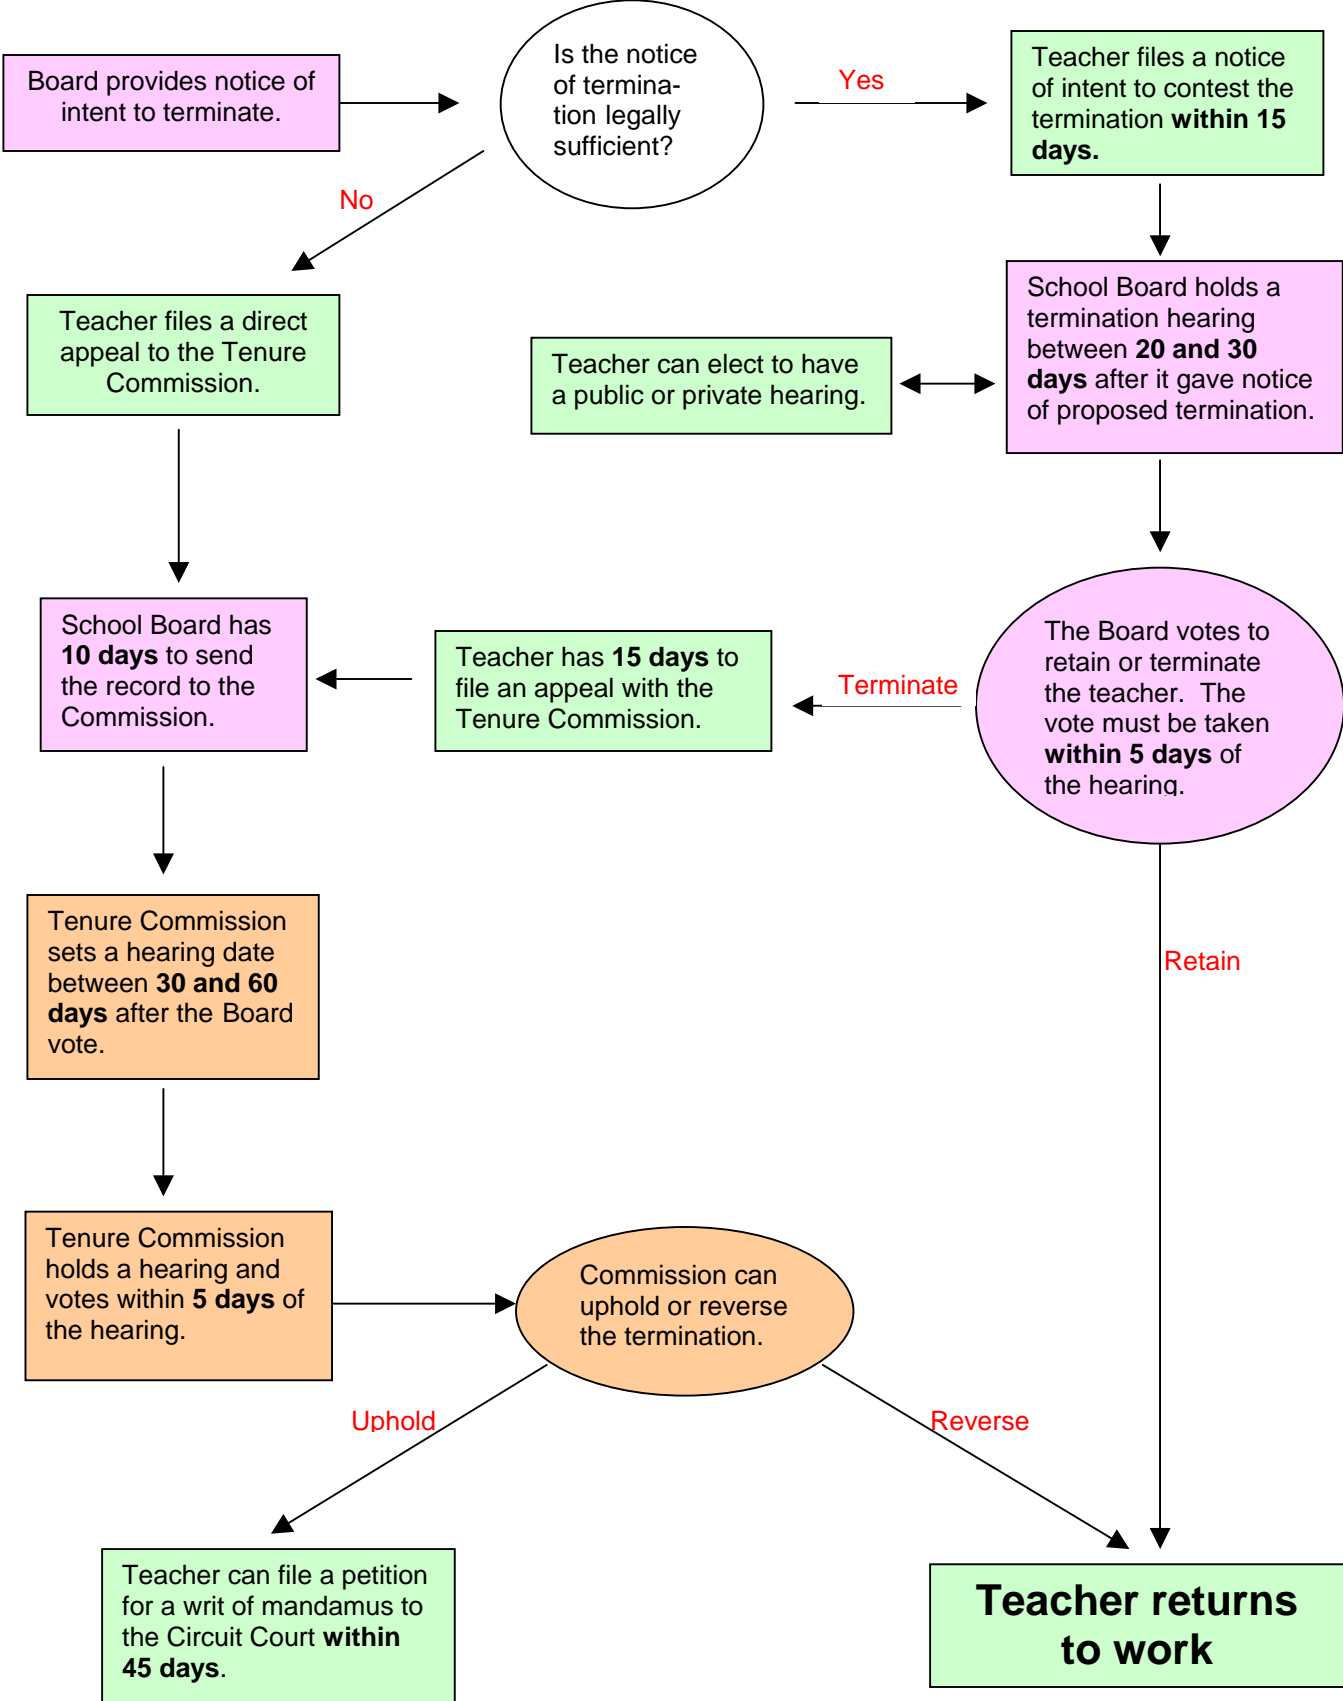 Board provides notice of
intent to terminate.
Is the notice
of termina-
tion legally
sufficient?
Yes
Teacher files a notice
of intent to contest the
termination within 15
days.
No
Teacher files a direct
appeal to the Tenure
Commission.
Teacher can elect to have
a public or private hearing.
School Board holds a
termination hearing
between 20 and 30
days after it gave notice
of proposed termination.
School Board has
10 days to send
the record to the
Commission.
Teacher has 15 days to
file an appeal with the
Tenure Commission.
Terminate
The Board votes to
retain or terminate
the teacher. The
vote must be taken
within 5 days of
the hearing.
Tenure Commission
sets a hearing date
between 30 and 60
days after the Board
vote.
Retain
Tenure Commission
holds a hearing and
votes within 5 days of
the hearing.
Commission can
uphold or reverse
the termination.
Uphold
Reverse
Teacher can file a petition
for a writ of mandamus to
the Circuit Court within
45 days.
Teacher returns
to work